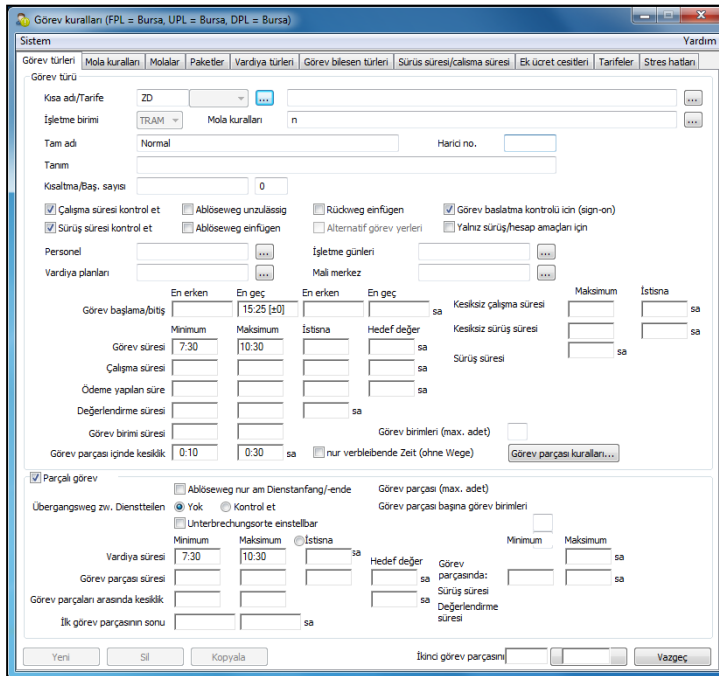 Görev kuralları (FPL = Bursa, UPL = Bursa, DPL = Bursa)
Sistem Yardım
Görev türleri Mola kuralları Molalar Paketler Vardiya türleri Görev bilesen türleri Sürüs süresi/calisma süresi Ek ücret cesitleri Tarifeler Stres hatları
Görev türü
Kısa adı/Tarife ZD ... ...
İşletme birimi TRAM Mola kuralları n ...
Tam adı Normal Harici no.
Tanım
Kısaltma/Baş. sayısı 0
Çalışma süresi kontrol et Ablöseweg unzulässig Rückweg einfügen Görev baslatma kontrolü icin (sign-on)
Sürüş süresi kontrol et Ablöseweg einfügen Alternatif görev yerleri Yalnız sürüş/hesap amaçları için
Personel ... İşletme günleri ...
Vardiya planları ... Mali merkez ...
En erken En geç En erken En geç Maksimum İstisna
Görev başlama/bitiş 15:25 [±0] sa Kesiksiz çalışma süresi sa
Minimum Maksimum İstisna Hedef değer Kesiksiz sürüş süresi sa
Görev süresi 7:30 10:30 sa Sürüş süresi sa
Çalışma süresi sa
Ödeme yapılan süre sa
Değerlendirme süresi sa
Görev birimi süresi Görev birimleri (max. adet)
Görev parçası içinde kesiklik 0:10 0:30 sa nur verbleibende Zeit (ohne Wege) Görev parçası kuralları...
Parçalı görev
Ablöseweg nur am Dienstanfang/-ende Görev parçası (max. adet)
Übergangsweg zw. Dienstteilen Yok Kontrol et Görev parçası başına görev birimleri
Unterbrechungsorte einstellbar
Minimum Maksimum İstisna Minimum Maksimum
Vardiya süresi 7:30 10:30 sa Hedef değer Görev parçasında: sa
Görev parçası süresi sa sa
Görev parçaları arasında kesiklik sa Sürüş süresi
Değerlendirme süresi
İlk görev parçasının sonu sa
Yeni Sil Kopyala İkinci görev parçasını Vazgeç